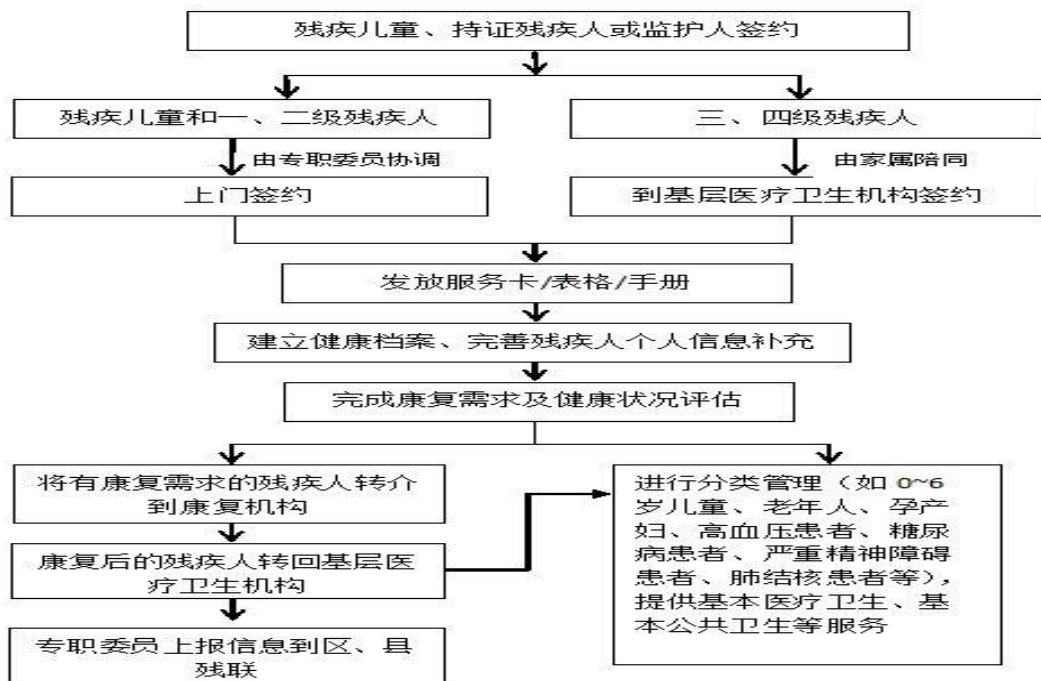 残疾儿童、持证残疾人或监护人签约
残疾儿童和一、二级残疾人
三、四级残疾人
由专职委员协调
由家属陪同
上门签约
到基层医疗卫生机构签约
发放服务卡/表格/手册
建立健康档案、完善残疾人个人信息补充
完成康复需求及健康状况评估
将有康复需求的残疾人转介
到康复机构
康复后的残疾人转回基层医
疗卫生机构
专职委员上报信息到区、县
残联
进行分类管理（如 0~6
岁儿童、老年人、孕产
妇、高血压患者、糖尿
病患者、严重精神障碍
患者、肺结核患者等），
提供基本医疗卫生、基
本公共卫生等服务